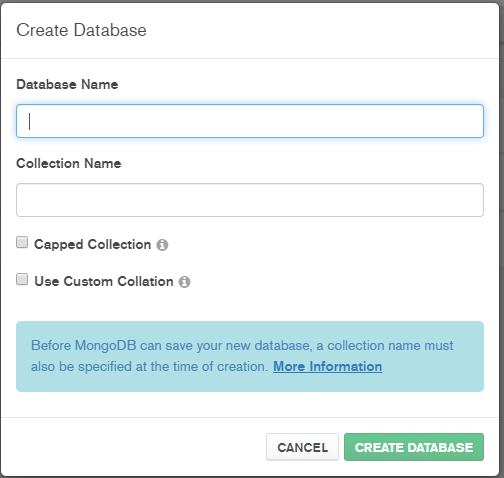 Create Database
Database Name
Collection Name
Capped Collection
Use Custom Collation
Before MongoDB can save your new database, a collection name must
also be specified at the time of creation. More Information
CANCEL
CREATE DATABASE